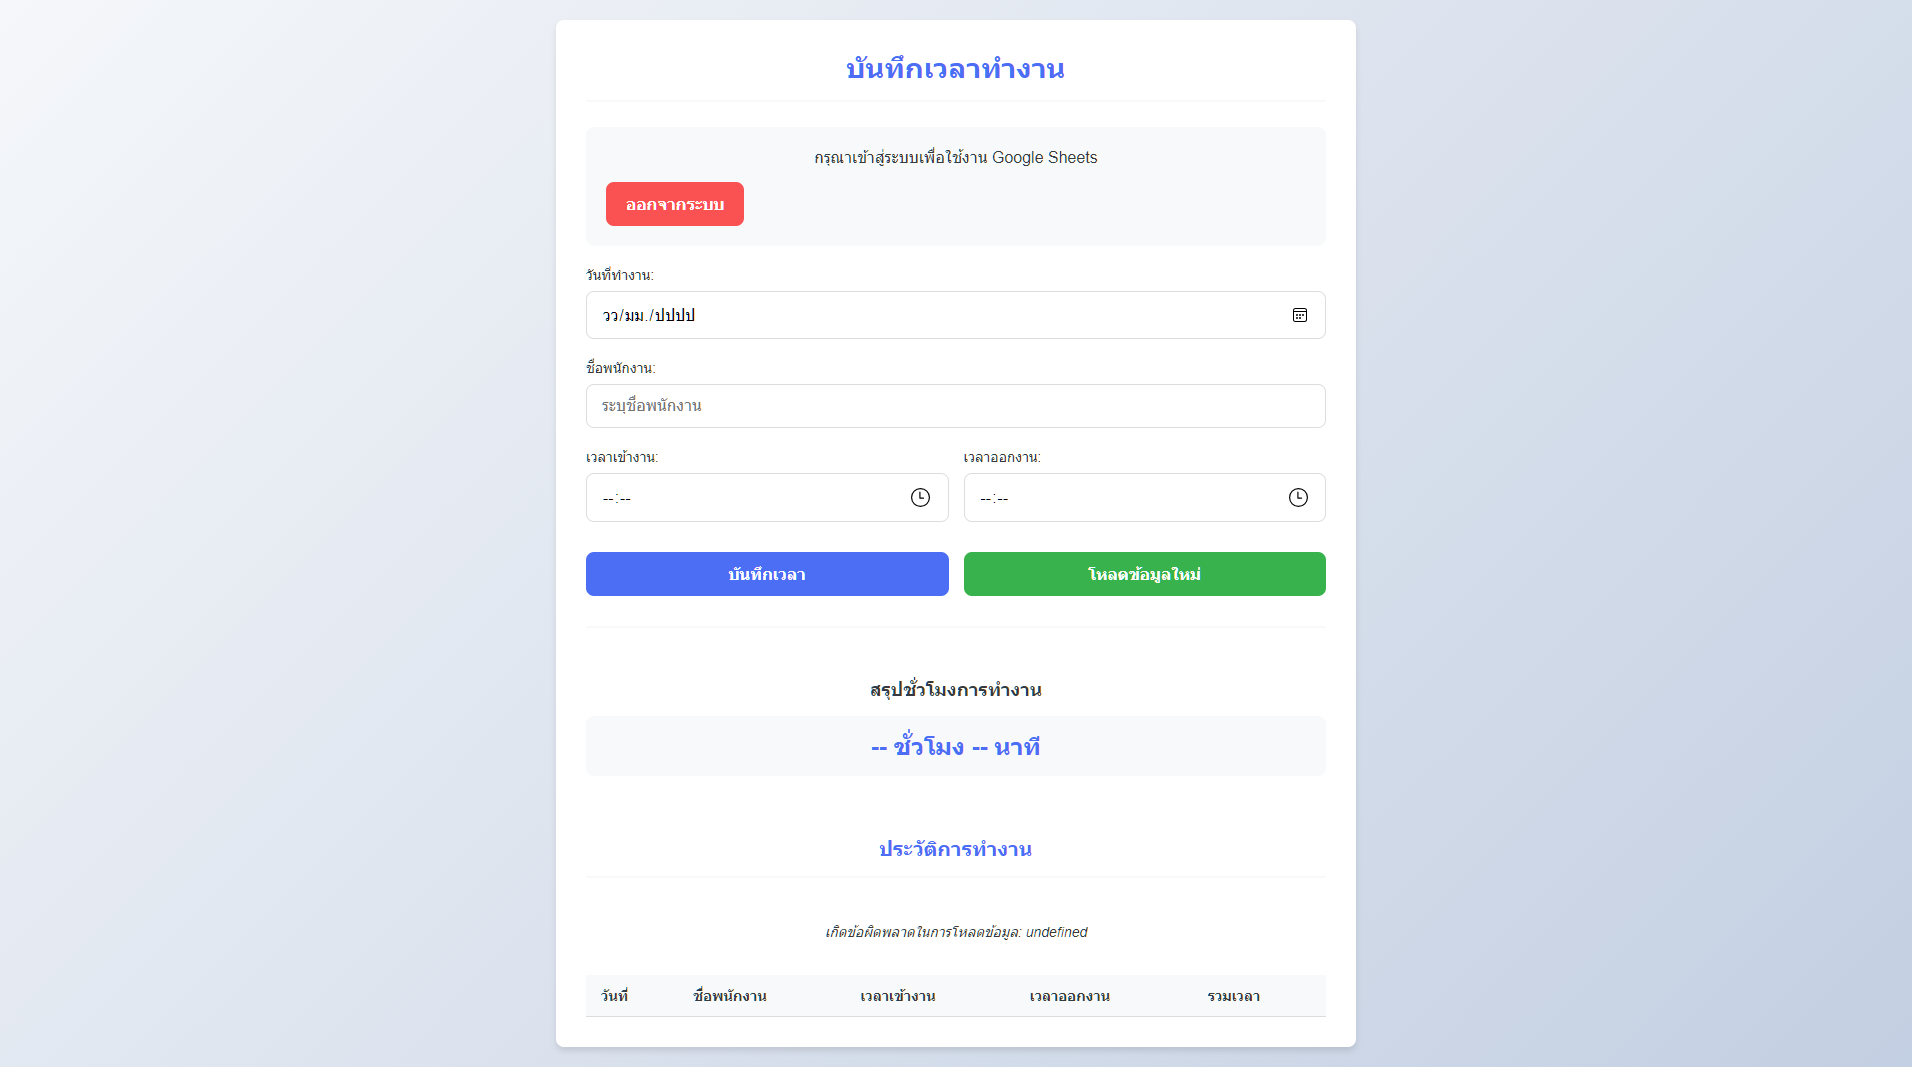 บันทึกเวลาทำงาน
กรุณาเข้าสู่ระบบเพื่อใช้งาน Google Sheets
ออกจากระบบ
วันที่ทำงาน:
วว/มม./ปปปป
ชื่อพนักงาน:
ระบุชื่อพนักงาน
เวลาเข้างาน:
เวลาออกงาน:
--:--
--:--
บันทึกเวลา
โหลดข้อมูลใหม่
สรุปชั่วโมงการทำงาน
-- ชั่วโมง -- นาที
ประวัติการทำงาน
เกิดข้อผิดพลาดในการโหลดข้อมูล: undefined
วันที่ ชื่อพนักงาน เวลาเข้างาน เวลาออกงาน รวมเวลา